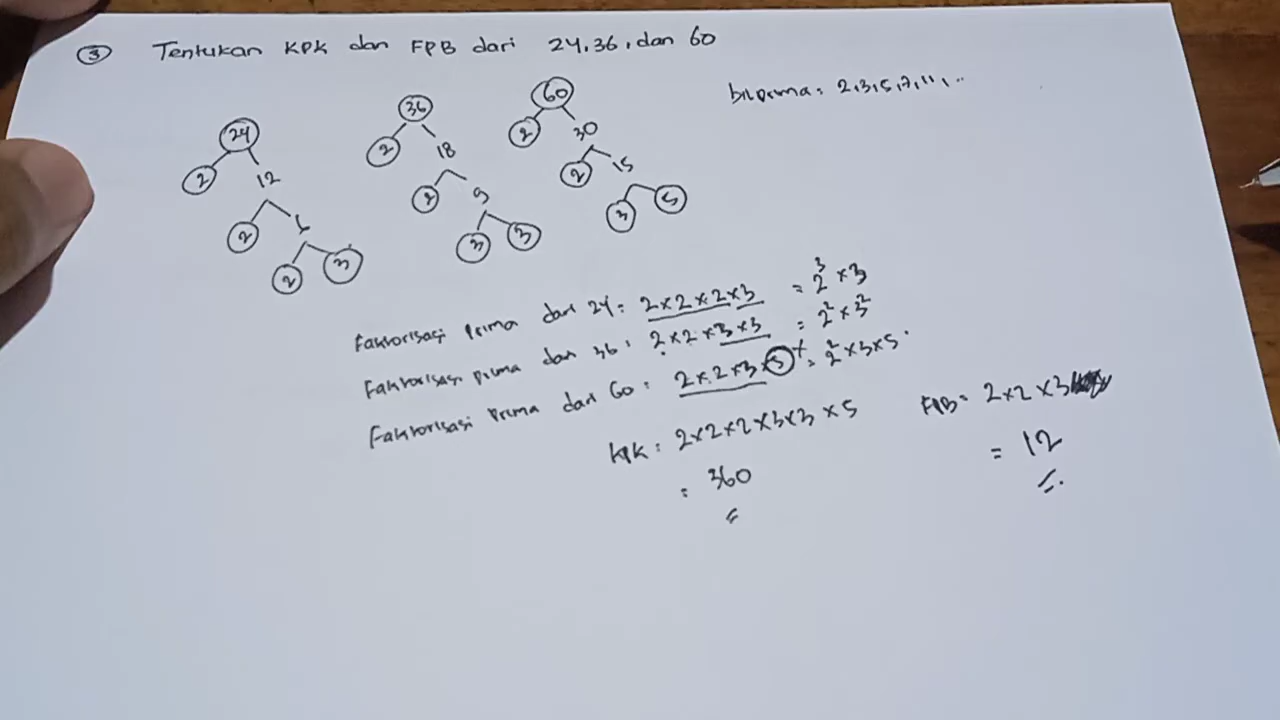 ③ Tentukan KPK dan FPB dari 24, 36, dan 60
bil prima = 2, 3, 5, 7, 11, ..
24
2 12
2 6
2 3
36
2 18
2 9
3 3
60
2 30
2 15
3 5
Faktorisasi Prima dari 24 = 2 × 2 × 2 × 3 = 2³ × 3
Faktorisasi prima dari 36 = 2 × 2 × 3 × 3 = 2² × 3²
Faktorisasi Prima dari 60 = 2 × 2 × 3 × 5 = 2² × 3 × 5
KPK = 2 × 2 × 2 × 3 × 3 × 5
= 360
FPB = 2 × 2 × 3
= 12